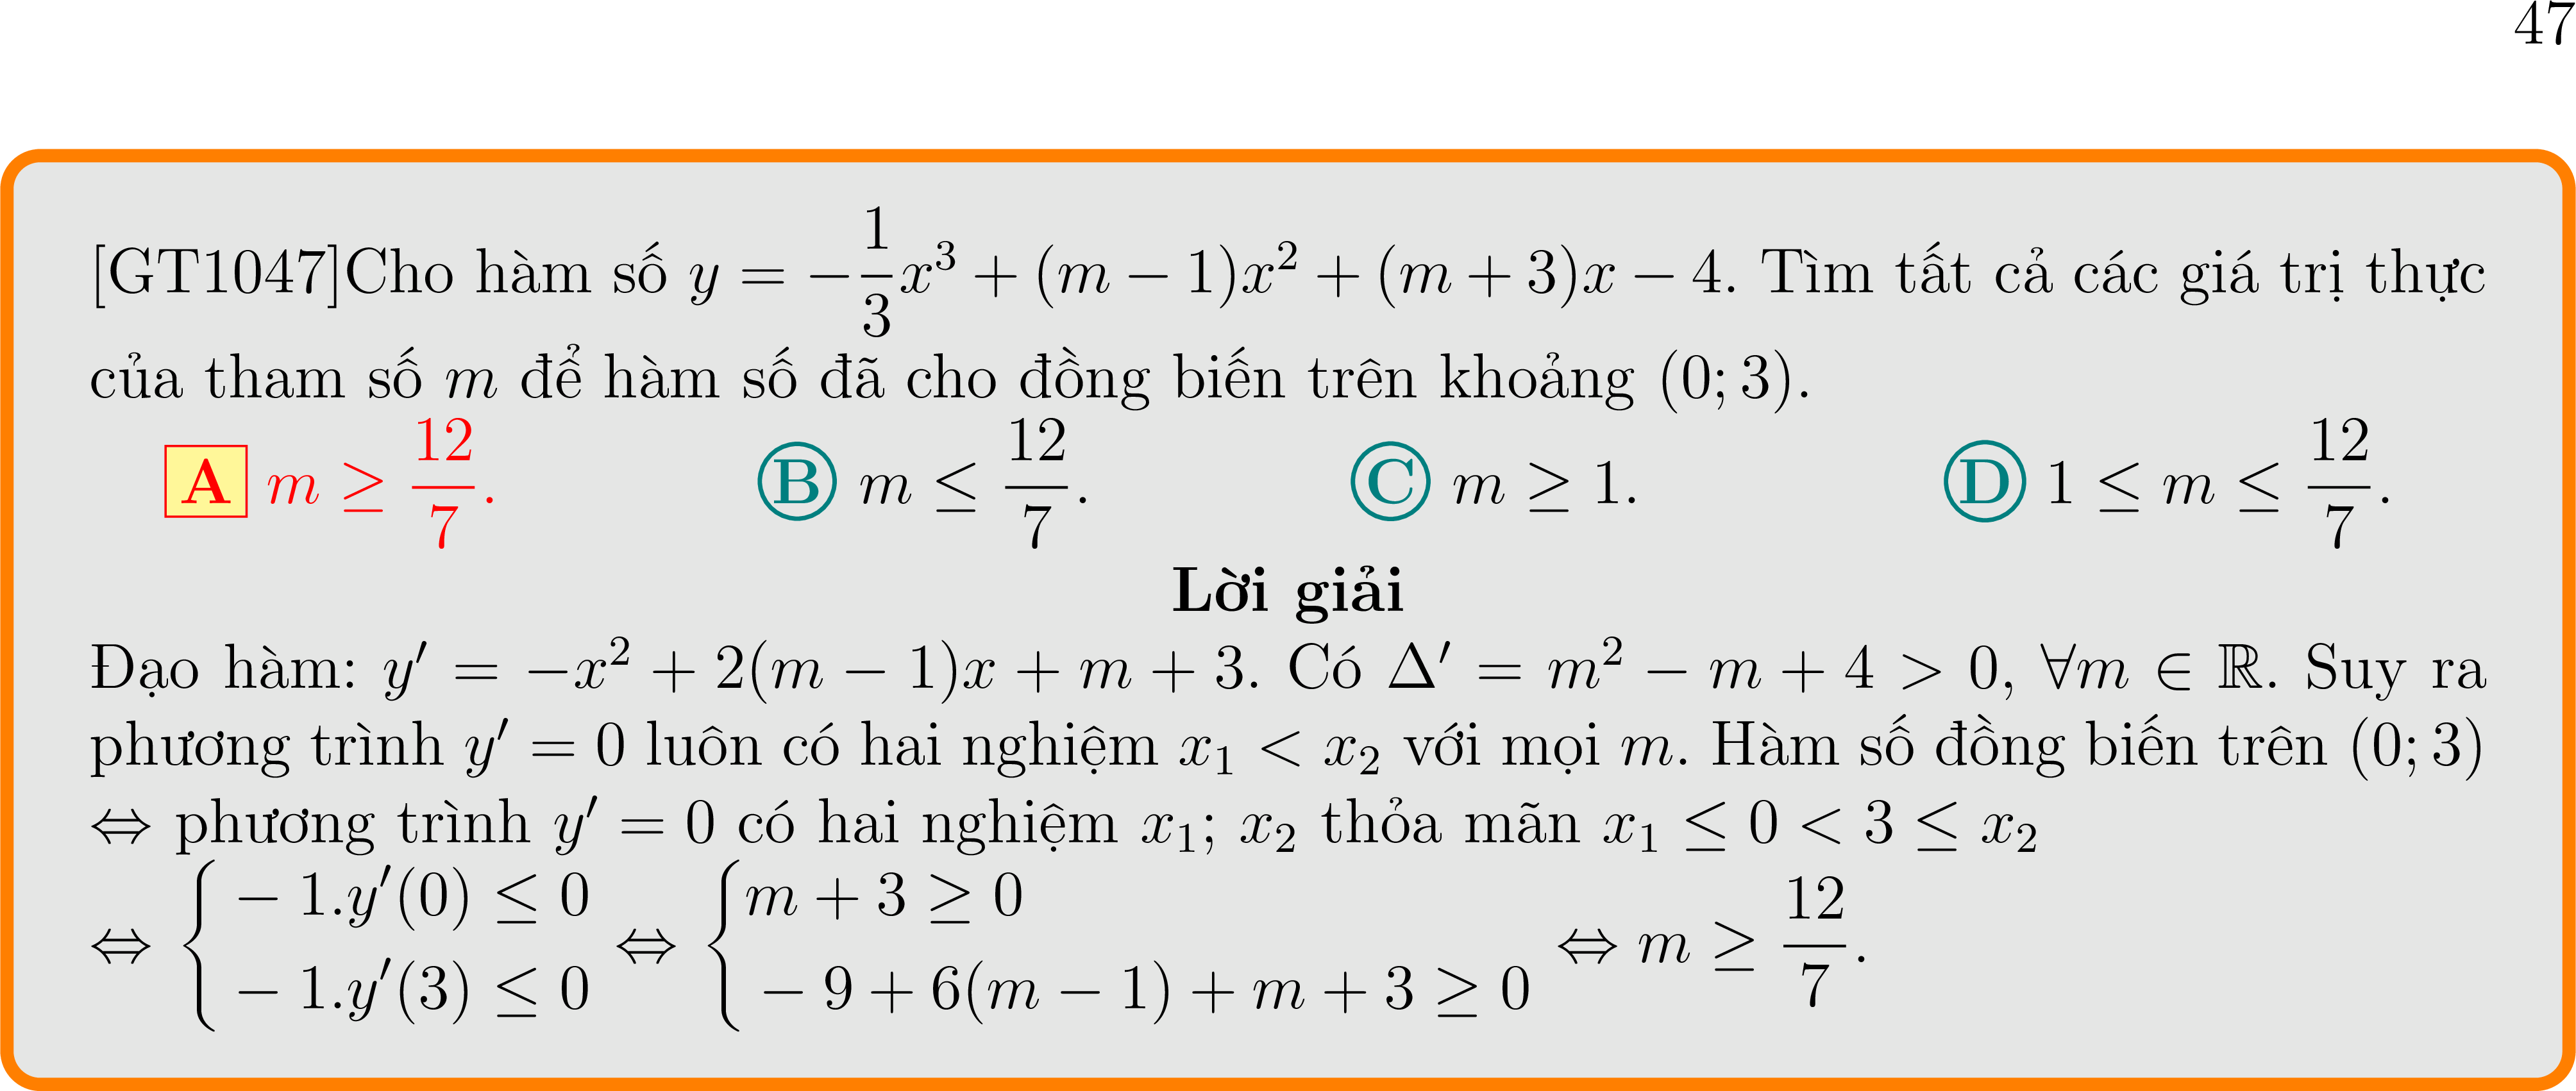 47
[GT1047]Cho hàm số $y = -\dfrac{1}{3}x^3 + (m-1)x^2 + (m+3)x - 4$. Tìm tất cả các giá trị thực
của tham số $m$ để hàm số đã cho đồng biến trên khoảng $(0; 3)$.
A $m \geq \dfrac{12}{7}$. B $m \leq \dfrac{12}{7}$. C $m \geq 1$. D $1 \leq m \leq \dfrac{12}{7}$.
Lời giải
Đạo hàm: $y' = -x^2 + 2(m-1)x + m + 3$. Có $\Delta' = m^2 - m + 4 > 0, \forall m \in \mathbb{R}$. Suy ra
phương trình $y' = 0$ luôn có hai nghiệm $x_1 < x_2$ với mọi $m$. Hàm số đồng biến trên $(0; 3)$
$\Leftrightarrow$ phương trình $y' = 0$ có hai nghiệm $x_1$; $x_2$ thỏa mãn $x_1 \leq 0 < 3 \leq x_2$
$\Leftrightarrow \begin{cases} -1.y'(0) \leq 0 \\ -1.y'(3) \leq 0 \end{cases} \Leftrightarrow \begin{cases} m + 3 \geq 0 \\ -9 + 6(m-1) + m + 3 \geq 0 \end{cases} \Leftrightarrow m \geq \dfrac{12}{7}$.